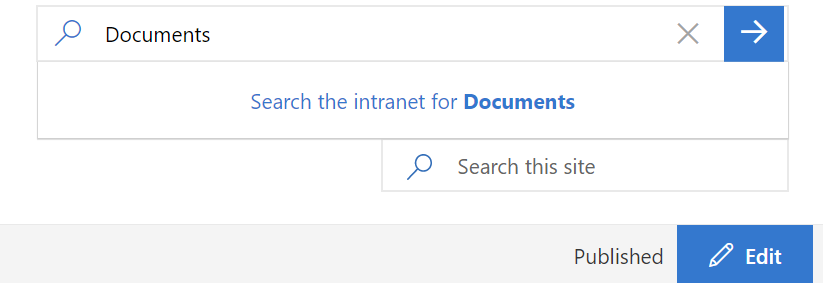 Documents
Search the intranet for Documents
Search this site
Published Edit